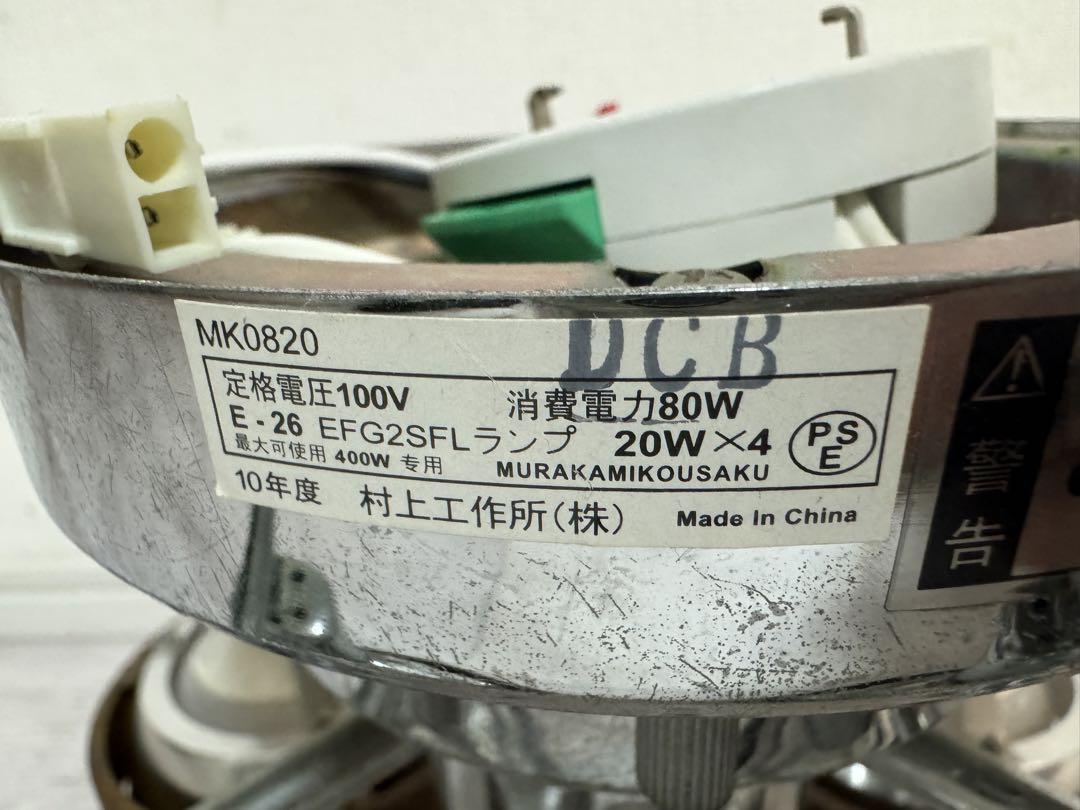 DCB
MK0820
定格電圧100V 消費電力80W
E-26 EFG2SFLランプ 20W×4
最大可使用 400W 专用 MURAKAMIKOUSAKU
PS
E
10年度 村上工作所(株) Made In China
警
告